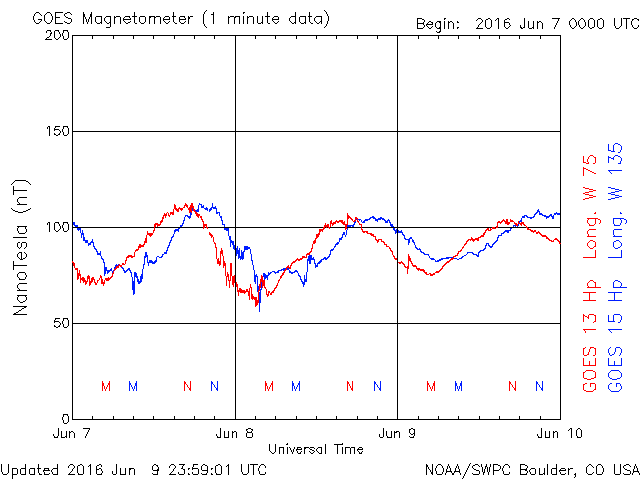 GOES Magnetometer (1 minute data)
Begin: 2016 Jun 7 0000 UTC
200
150
100
50
0
NanoTesla (nT)
M M N N M M N N M M N N
Jun 7 Jun 8 Jun 9 Jun 10
Universal Time
GOES 13 Hp Long. W 75
GOES 15 Hp Long. W 135
Updated 2016 Jun 9 23:59:01 UTC
NOAA/SWPC Boulder, CO USA